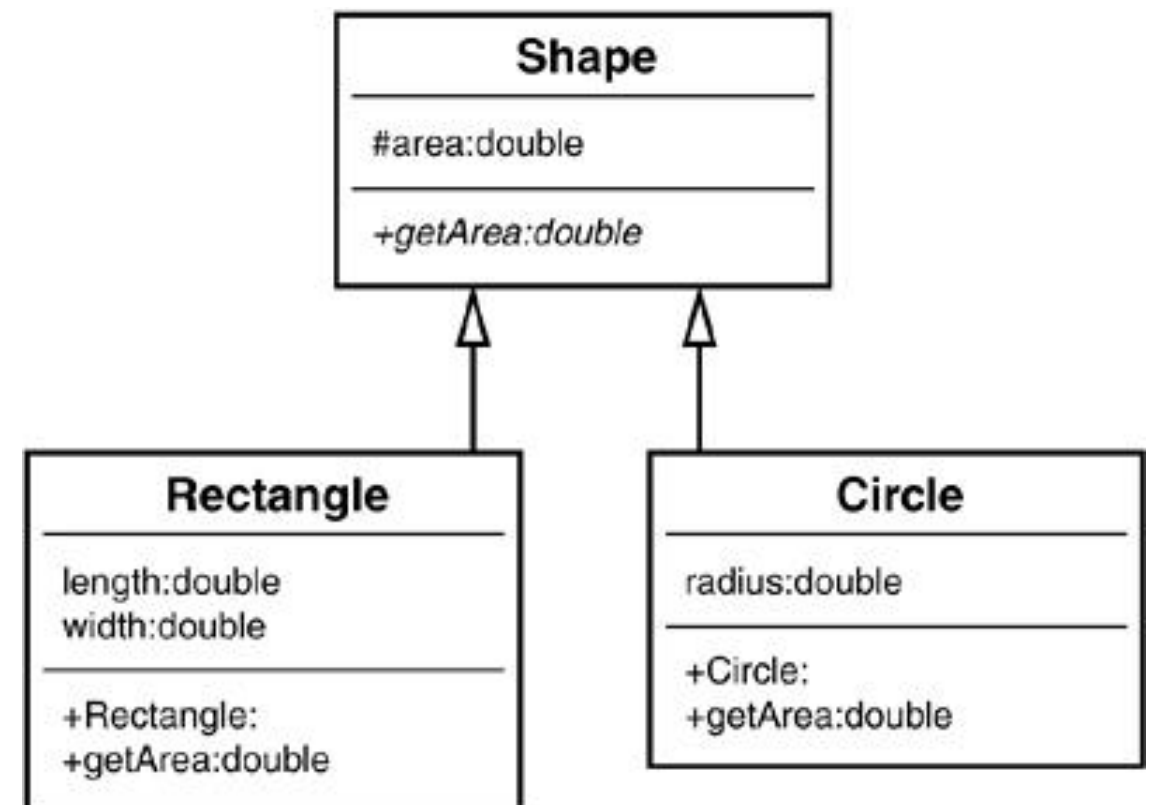 Shape
#area:double
+getArea:double
Rectangle
length:double
width:double
+Rectangle:
+getArea:double
Circle
radius:double
+Circle:
+getArea:double